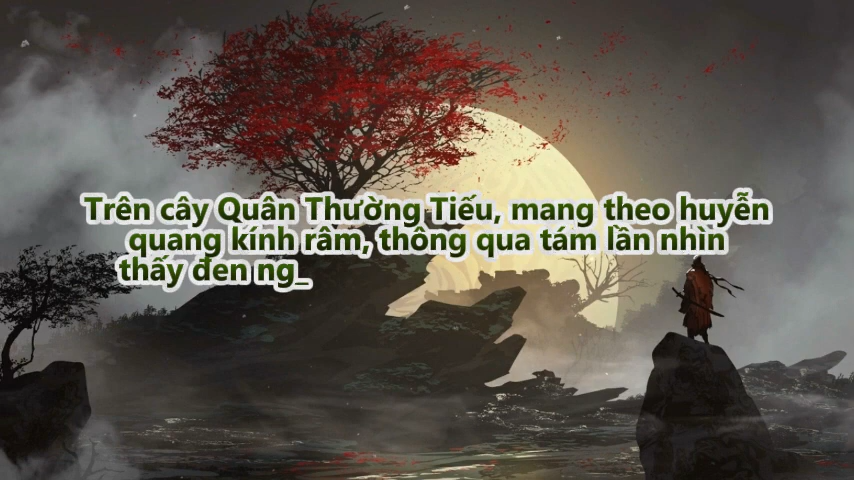 Trên cây Quân Thường Tiếu, mang theo huyễn
quang kính râm, thông qua tám lần nhìn
thấy đen ng_